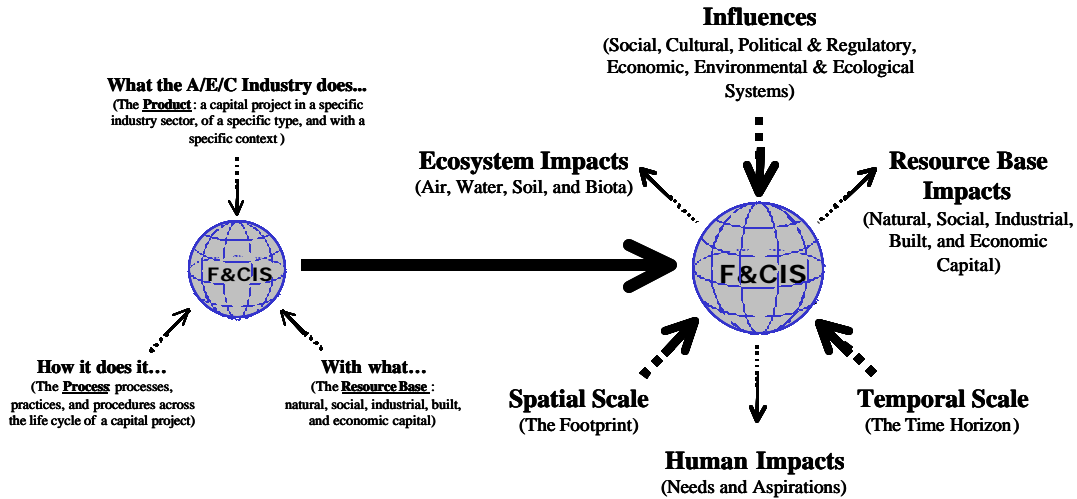 Influences
(Social, Cultural, Political & Regulatory,
Economic, Environmental & Ecological
Systems)
What the A/E/C Industry does...
(The Product: a capital project in a specific
industry sector, of a specific type, and with a
specific context )
Ecosystem Impacts
(Air, Water, Soil, and Biota)
Resource Base
Impacts
(Natural, Social, Industrial,
Built, and Economic
Capital)
F&CIS
F&CIS
How it does it…
(The Process: processes,
practices, and procedures across
the life cycle of a capital project)
With what…
(The Resource Base :
natural, social, industrial, built,
and economic capital)
Spatial Scale
(The Footprint)
Temporal Scale
(The Time Horizon)
Human Impacts
(Needs and Aspirations)